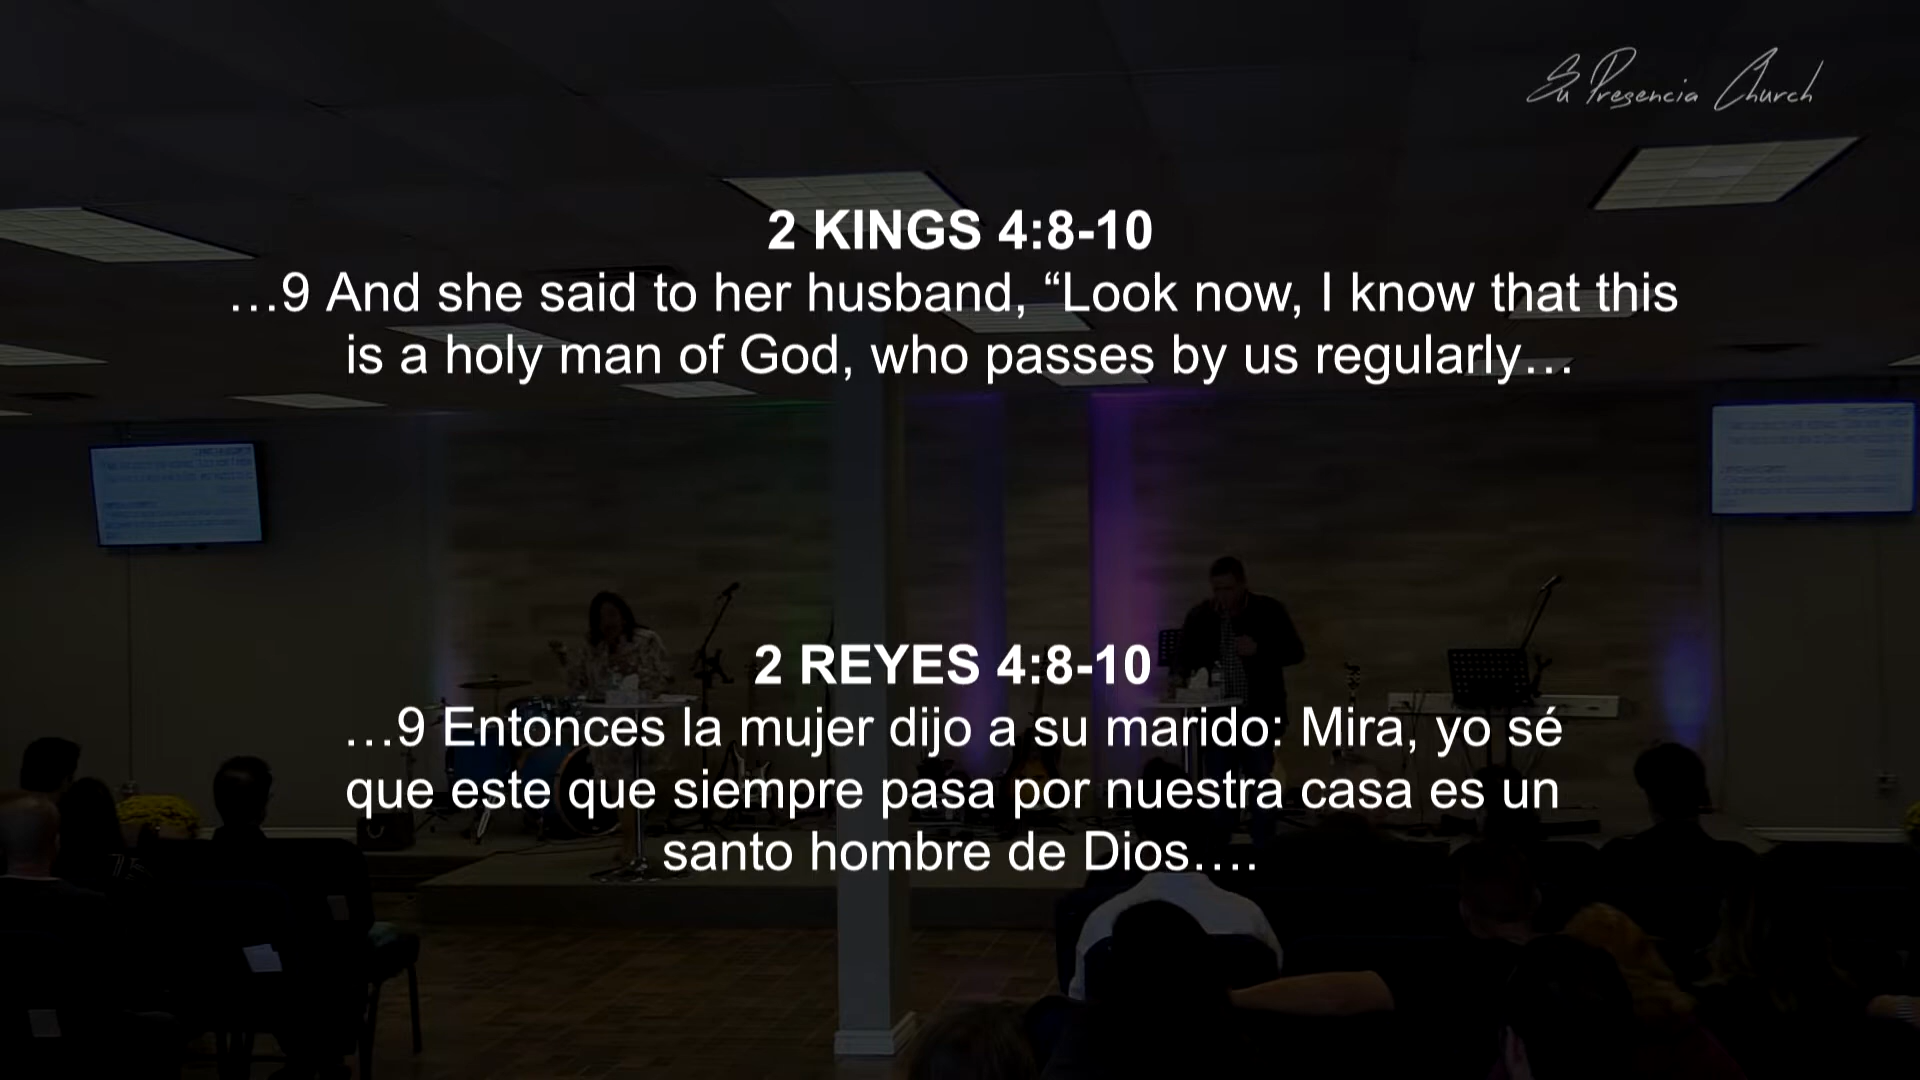 Su Presencia Church
2 KINGS 4:8-10
…9 And she said to her husband, “Look now, I know that this
is a holy man of God, who passes by us regularly…
2 REYES 4:8-10
…9 Entonces la mujer dijo a su marido: Mira, yo sé
que este que siempre pasa por nuestra casa es un
santo hombre de Dios….